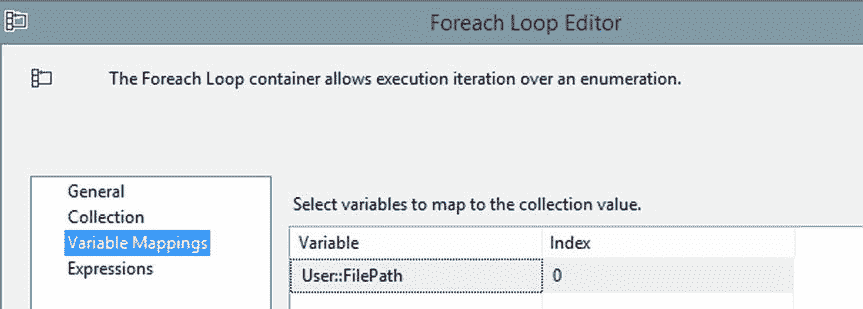 Foreach Loop Editor
The Foreach Loop container allows execution iteration over an enumeration.
General
Collection
Variable Mappings
Expressions
Select variables to map to the collection value.
Variable Index
User::FilePath 0